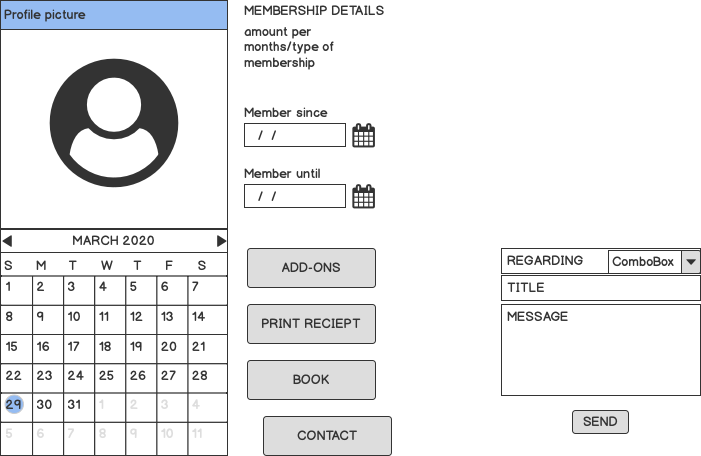 Profile picture
MARCH 2020
S M T W T F S
1 2 3 4 5 6 7
8 9 10 11 12 13 14
15 16 17 18 19 20 21
22 23 24 25 26 27 28
29 30 31 1 2 3 4
5 6 7 8 9 10 11
MEMBERSHIP DETAILS
amount per
months/type of
membership
Member since
/ /
Member until
/ /
ADD-ONS
PRINT RECIEPT
BOOK
CONTACT
REGARDING ComboBox
TITLE
MESSAGE
SEND